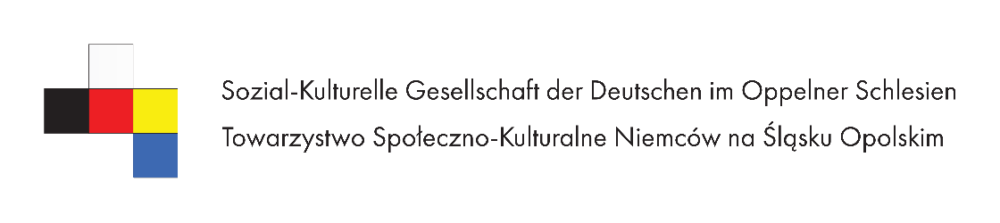 Sozial-Kulturelle Gesellschaft der Deutschen im Oppelner Schlesien
Towarzystwo Społeczno-Kulturalne Niemców na Śląsku Opolskim